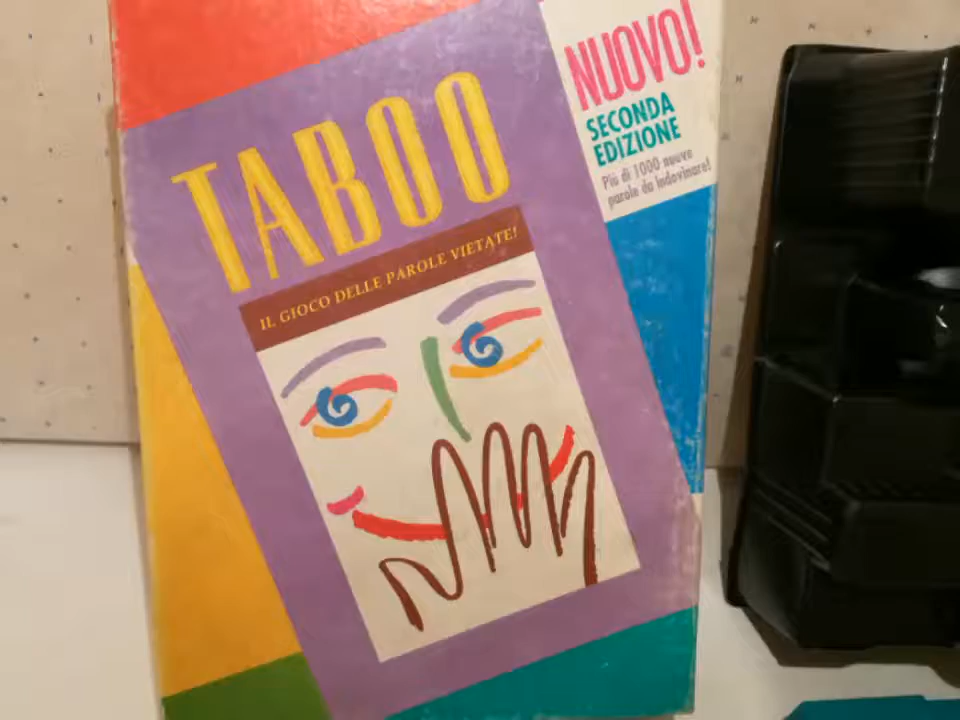 NUOVO!
SECONDA
EDIZIONE
Più di 1000 nuove
parole da indovinare!
TABOO
IL GIOCO DELLE PAROLE VIETATE!